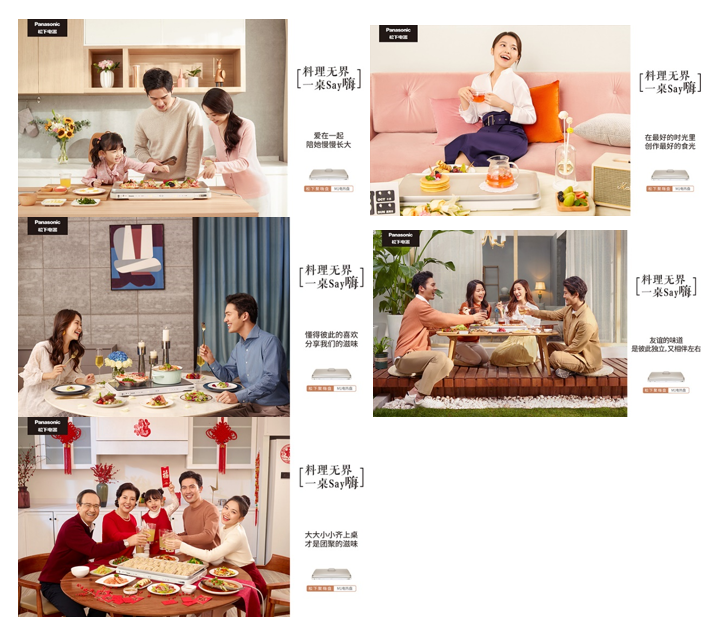 Panasonic
松下电器
料理无界
一桌Say嗨
爱在一起
陪她慢慢长大
Panasonic
松下电器
料理无界
一桌Say嗨
在最好的时光里
创作最好的食光
Panasonic
松下电器
料理无界
一桌Say嗨
懂得彼此的喜欢
分享我们的滋味
Panasonic
松下电器
料理无界
一桌Say嗨
友谊的味道
是彼此独立,又相伴左右
Panasonic
松下电器
福
料理无界
一桌Say嗨
大大小小齐上桌
才是团聚的滋味